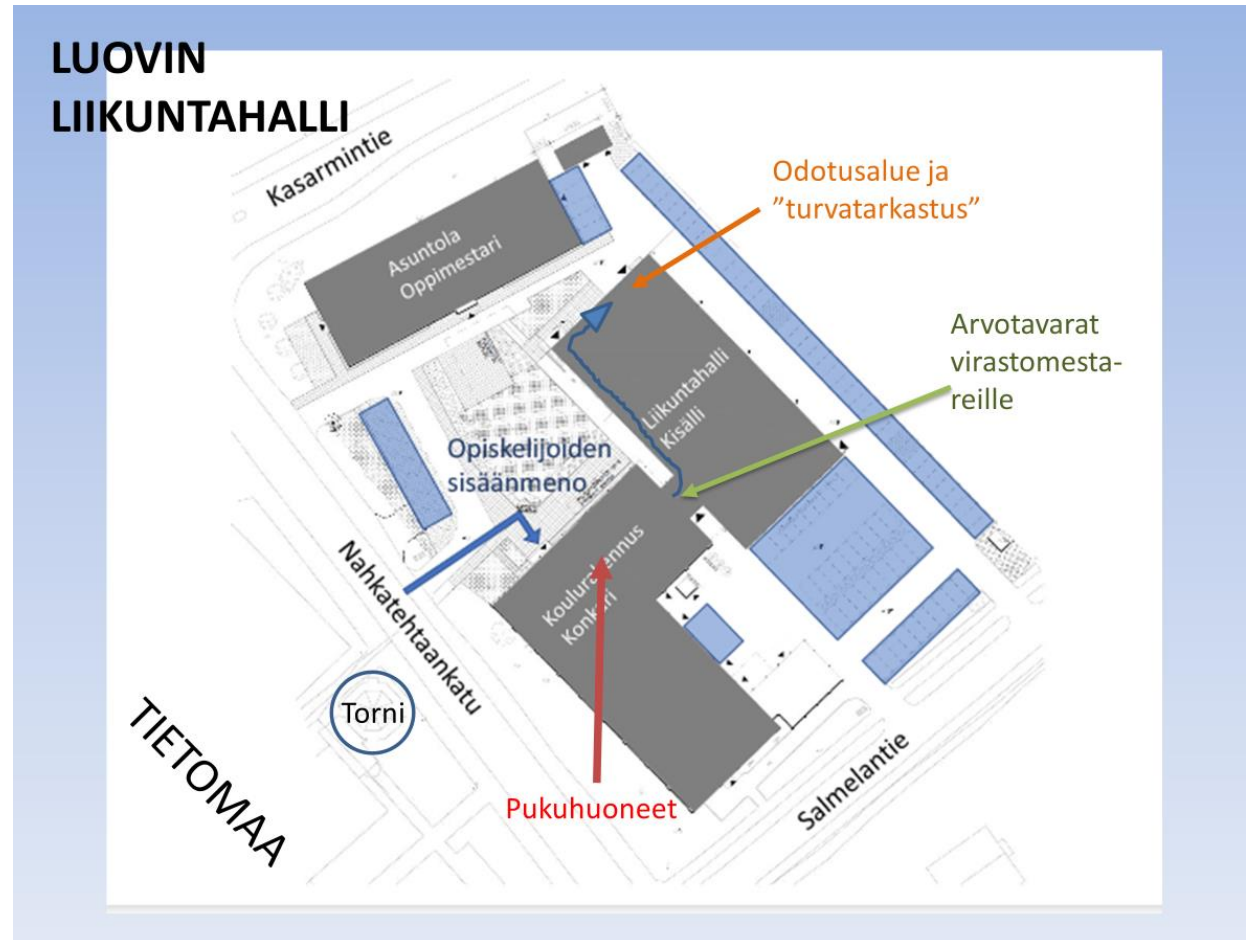 LUOVIN
LIIKUNTAHALLI
Kasarmintie
Odotusalue ja
”turvatarkastus”
Asuntola
Oppimestari
Arvotavarat
virastomesta-
reille
Liikuntahalli
Kisälli
Opiskelijoiden
sisäänmeno
Koulurakennus
Konkari
Nahkatehtaankatu
Torni
TIETOMAA
Pukuhuoneet
Salmelantie